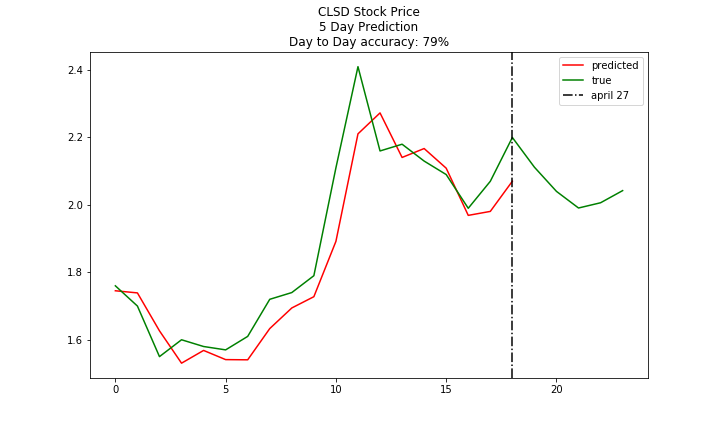 CLSD Stock Price
5 Day Prediction
Day to Day accuracy: 79%
predicted
true
april 27
2.4
2.2
2.0
1.8
1.6
0 5 10 15 20